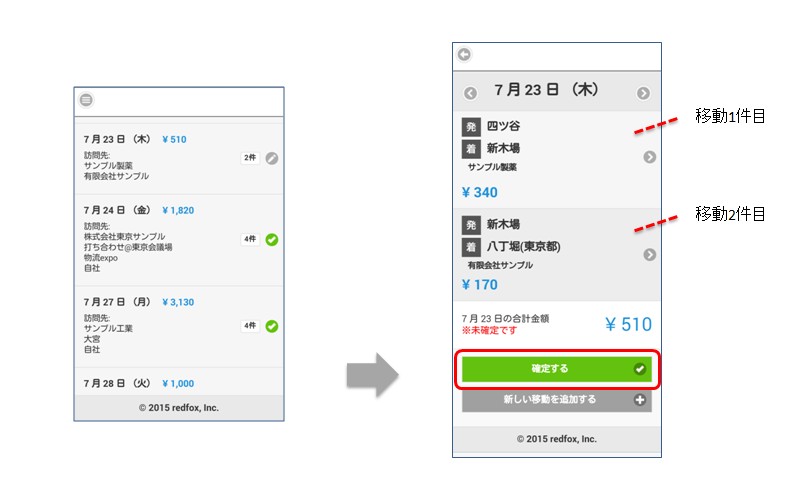 7月23日（木） ¥ 510
訪問先:
サンプル製薬
有限会社サンプル
2件
7月24日（金） ¥ 1,820
訪問先:
株式会社東京サンプル
打ち合わせ@東京会議場
物流expo
自社
4件
7月27日（月） ¥ 3,130
訪問先:
サンプル工業
大宮
自社
4件
7月28日（火） ¥ 1,000
© 2015 redfox, Inc.
7月23日（木）
発 四ツ谷
着 新木場
サンプル製薬
¥ 340
移動1件目
発 新木場
着 八丁堀(東京都)
有限会社サンプル
¥ 170
移動2件目
7月23日の合計金額
※未確定です
¥ 510
確定する
新しい移動を追加する
© 2015 redfox, Inc.